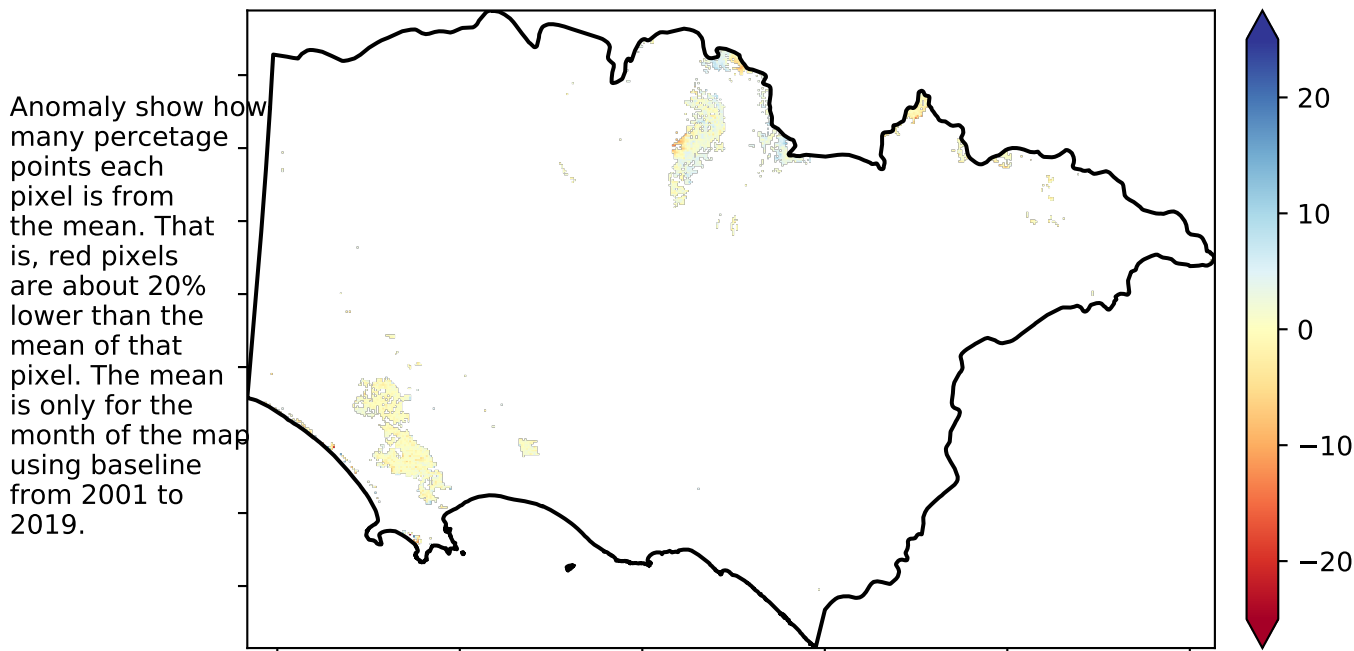 Anomaly show how
many percetage
points each
pixel is from
the mean. That
is, red pixels
are about 20%
lower than the
mean of that
pixel. The mean
is only for the
month of the map
using baseline
from 2001 to
2019.
20
10
0
−10
−20